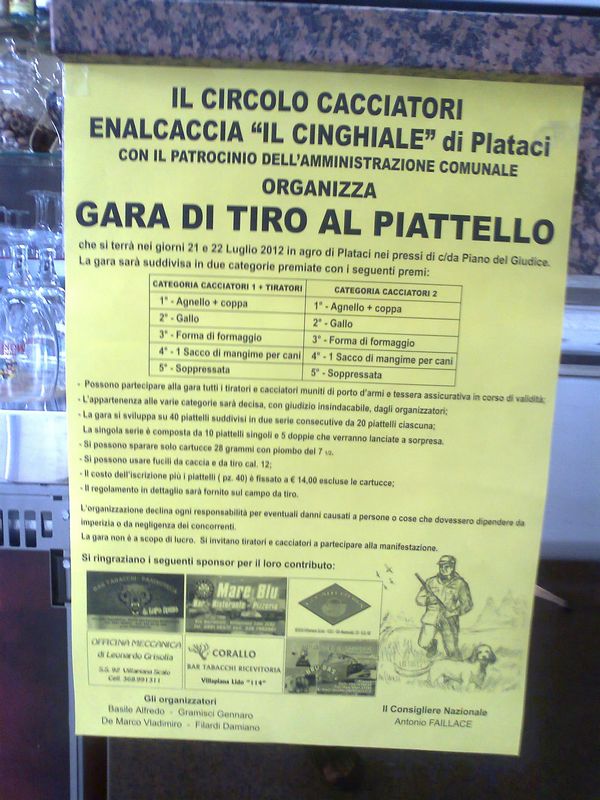 IL CIRCOLO CACCIATORI
ENALCACCIA “IL CINGHIALE” di Plataci
CON IL PATROCINIO DELL’AMMINISTRAZIONE COMUNALE
ORGANIZZA
GARA DI TIRO AL PIATTELLO
che si terrà nei giorni 21 e 22 Luglio 2012 in agro di Plataci nei pressi di c/da Piano del Giudice.
La gara sarà suddivisa in due categorie premiate con i seguenti premi:
CATEGORIA CACCIATORI 1 + TIRATORI CATEGORIA CACCIATORI 2
1° - Agnello + coppa 1° - Agnello + coppa
2° - Gallo 2° - Gallo
3° - Forma di formaggio 3° - Forma di formaggio
4° - 1 Sacco di mangime per cani 4° - 1 Sacco di mangime per cani
5° - Soppressata 5° - Soppressata
- Possono partecipare alla gara tutti i tiratori e cacciatori muniti di porto d’armi e tessera assicurativa in corso di validità;
- L’appartenenza alle varie categorie sarà decisa, con giudizio insindacabile, dagli organizzatori;
- La gara si sviluppa su 40 piattelli suddivisi in due serie consecutive da 20 piattelli ciascuna;
La singola serie è composta da 10 piattelli singoli e 5 doppie che verranno lanciate a sorpresa.
- Si possono sparare solo cartucce 28 grammi con piombo del 7 1/2.
- Si possono usare fucili da caccia e da tiro cal. 12;
- Il costo dell’iscrizione più i piattelli ( pz. 40) è fissato a € 14,00 escluse le cartucce;
- Il regolamento in dettaglio sarà fornito sul campo da tiro.
L’organizzazione declina ogni responsabilità per eventuali danni causati a persone o cose che dovessero dipendere da
imperizia o da negligenza dei concorrenti.
La gara non è a scopo di lucro. Si invitano tiratori e cacciatori a partecipare alla manifestazione.
Si ringraziano i seguenti sponsor per il loro contributo:
BAR TABACCHI - PANINOTECA
Mare Blu
Bar - Ristorante - Pizzeria
OFFICINA MECCANICA
di Leonardo Grisolia
S.S. 92 Villapiana Scalo
Cell. 368.991311
CORALLO
BAR TABACCHI RICEVITORIA
Villapiana Lido “114”
Gli organizzatori
Basile Alfredo - Gramisci Gennaro
De Marco Vladimiro - Filardi Damiano
Il Consigliere Nazionale
Antonio FAILLACE